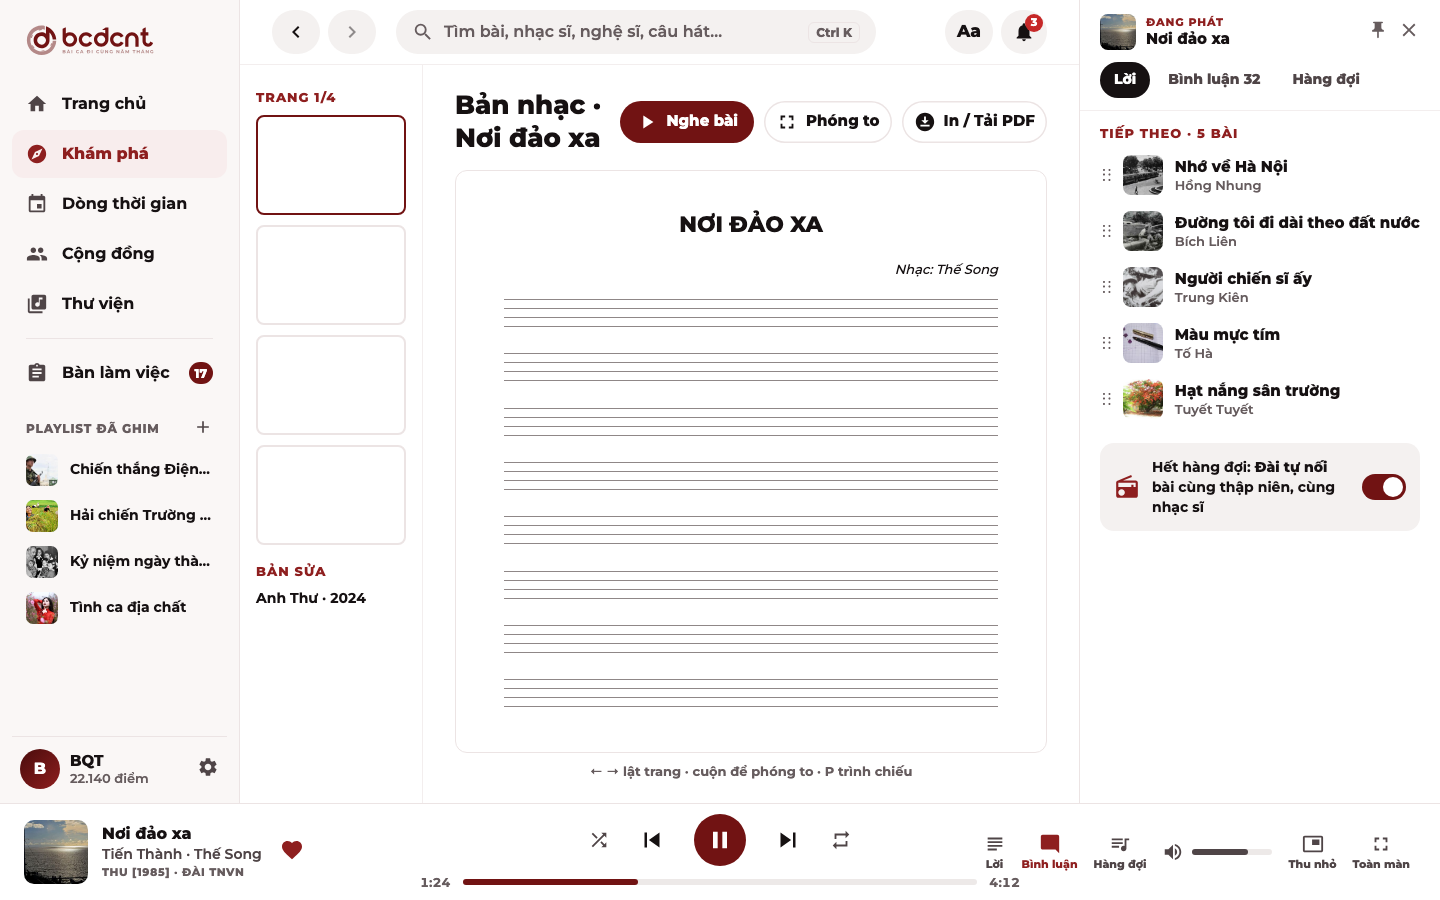 bcdcnt
BÀI CA ĐI CÙNG NĂM THÁNG
Trang chủ
Khám phá
Dòng thời gian
Cộng đồng
Thư viện
Bàn làm việc
17
PLAYLIST ĐÃ GHIM
Chiến thắng Điện...
Hải chiến Trường ...
Kỷ niệm ngày thà...
Tình ca địa chất
B
BQT
22.140 điểm
Tìm bài, nhạc sĩ, nghệ sĩ, câu hát...
Ctrl K
Aa
3
TRANG 1/4
BẢN SỬA
Anh Thư · 2024
Bản nhạc ·
Nơi đảo xa
Nghe bài
Phóng to
In / Tải PDF
NƠI ĐẢO XA
Nhạc: Thế Song
← → lật trang · cuộn để phóng to · P trình chiếu
ĐANG PHÁT
Nơi đảo xa
Lời
Bình luận 32
Hàng đợi
TIẾP THEO · 5 BÀI
Nhớ về Hà Nội
Hồng Nhung
Đường tôi đi dài theo đất nước
Bích Liên
Người chiến sĩ ấy
Trung Kiên
Màu mực tím
Tố Hà
Hạt nắng sân trường
Tuyết Tuyết
Hết hàng đợi: Đài tự nối
bài cùng thập niên, cùng
nhạc sĩ
Nơi đảo xa
Tiến Thành · Thế Song
THU [1985] · ĐÀI TNVN
1:24
4:12
Lời
Bình luận
Hàng đợi
Thu nhỏ
Toàn màn